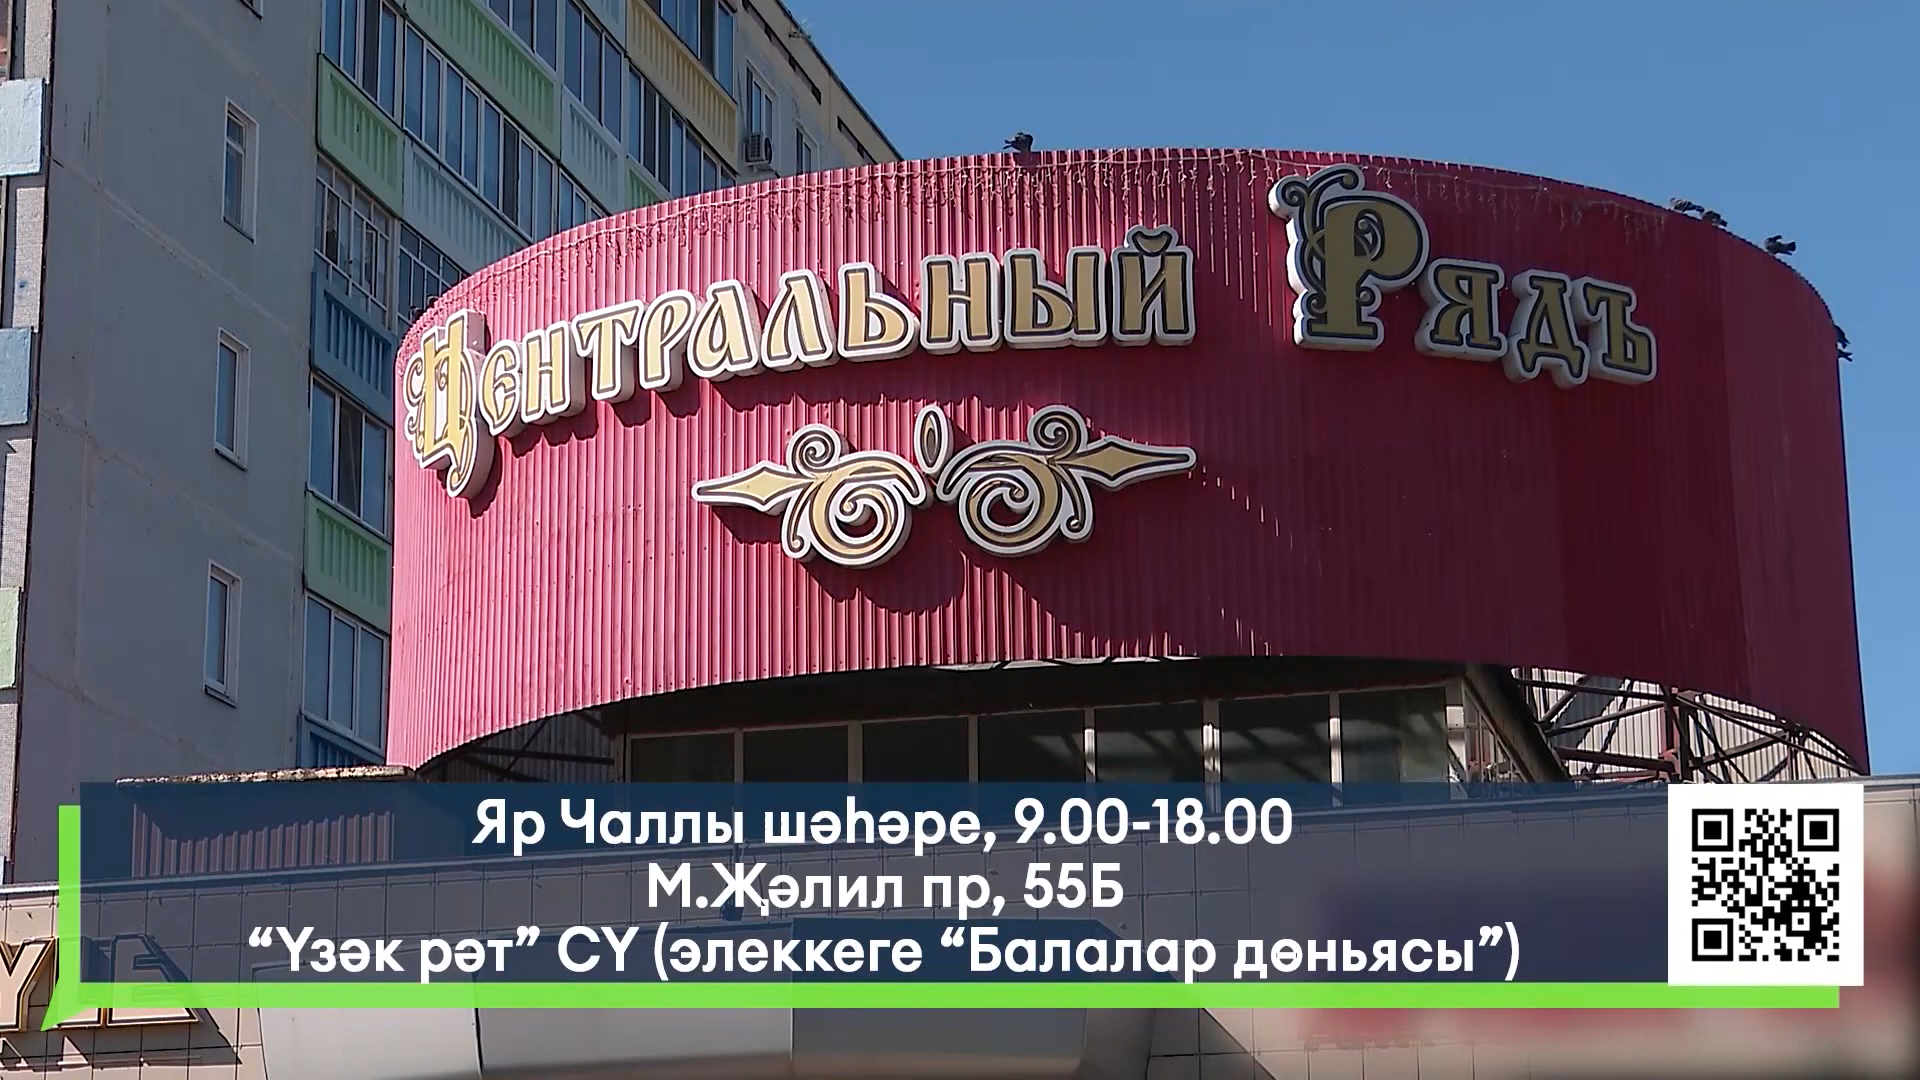 Центральный Рядъ
Яр Чаллы шәһәре, 9.00-18.00
М.Җәлил пр, 55Б
“Үзәк рәт” СҮ (элеккеге “Балалар дөньясы”)